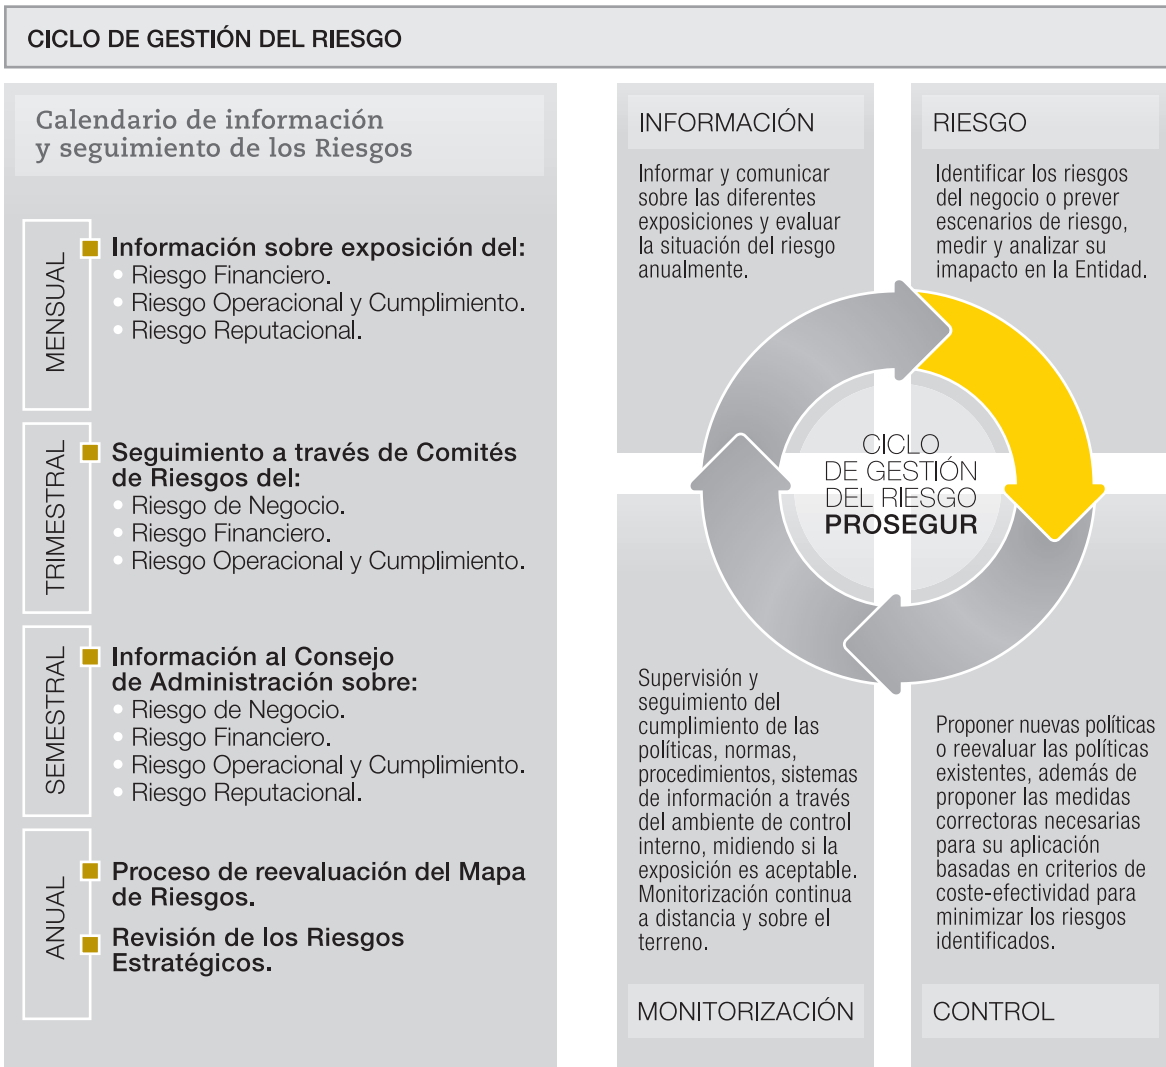 CICLO DE GESTIÓN DEL RIESGO
Calendario de información
y seguimiento de los Riesgos
MENSUAL
Información sobre exposición del:
• Riesgo Financiero.
• Riesgo Operacional y Cumplimiento.
• Riesgo Reputacional.
TRIMESTRAL
Seguimiento a través de Comités
de Riesgos del:
• Riesgo de Negocio.
• Riesgo Financiero.
• Riesgo Operacional y Cumplimiento.
SEMESTRAL
Información al Consejo
de Administración sobre:
• Riesgo de Negocio.
• Riesgo Financiero.
• Riesgo Operacional y Cumplimiento.
• Riesgo Reputacional.
ANUAL
Proceso de reevaluación del Mapa
de Riesgos.
Revisión de los Riesgos
Estratégicos.
INFORMACIÓN
Informar y comunicar
sobre las diferentes
exposiciones y evaluar
la situación del riesgo
anualmente.
RIESGO
Identificar los riesgos
del negocio o prever
escenarios de riesgo,
medir y analizar su
imapacto en la Entidad.
CICLO
DE GESTIÓN
DEL RIESGO
PROSEGUR
Supervisión y
seguimiento del
cumplimiento de las
políticas, normas,
procedimientos, sistemas
de información a través
del ambiente de control
interno, midiendo si la
exposición es aceptable.
Monitorización continua
a distancia y sobre el
terreno.
MONITORIZACIÓN
Proponer nuevas políticas
o reevaluar las políticas
existentes, además de
proponer las medidas
correctoras necesarias
para su aplicación
basadas en criterios de
coste-efectividad para
minimizar los riesgos
identificados.
CONTROL